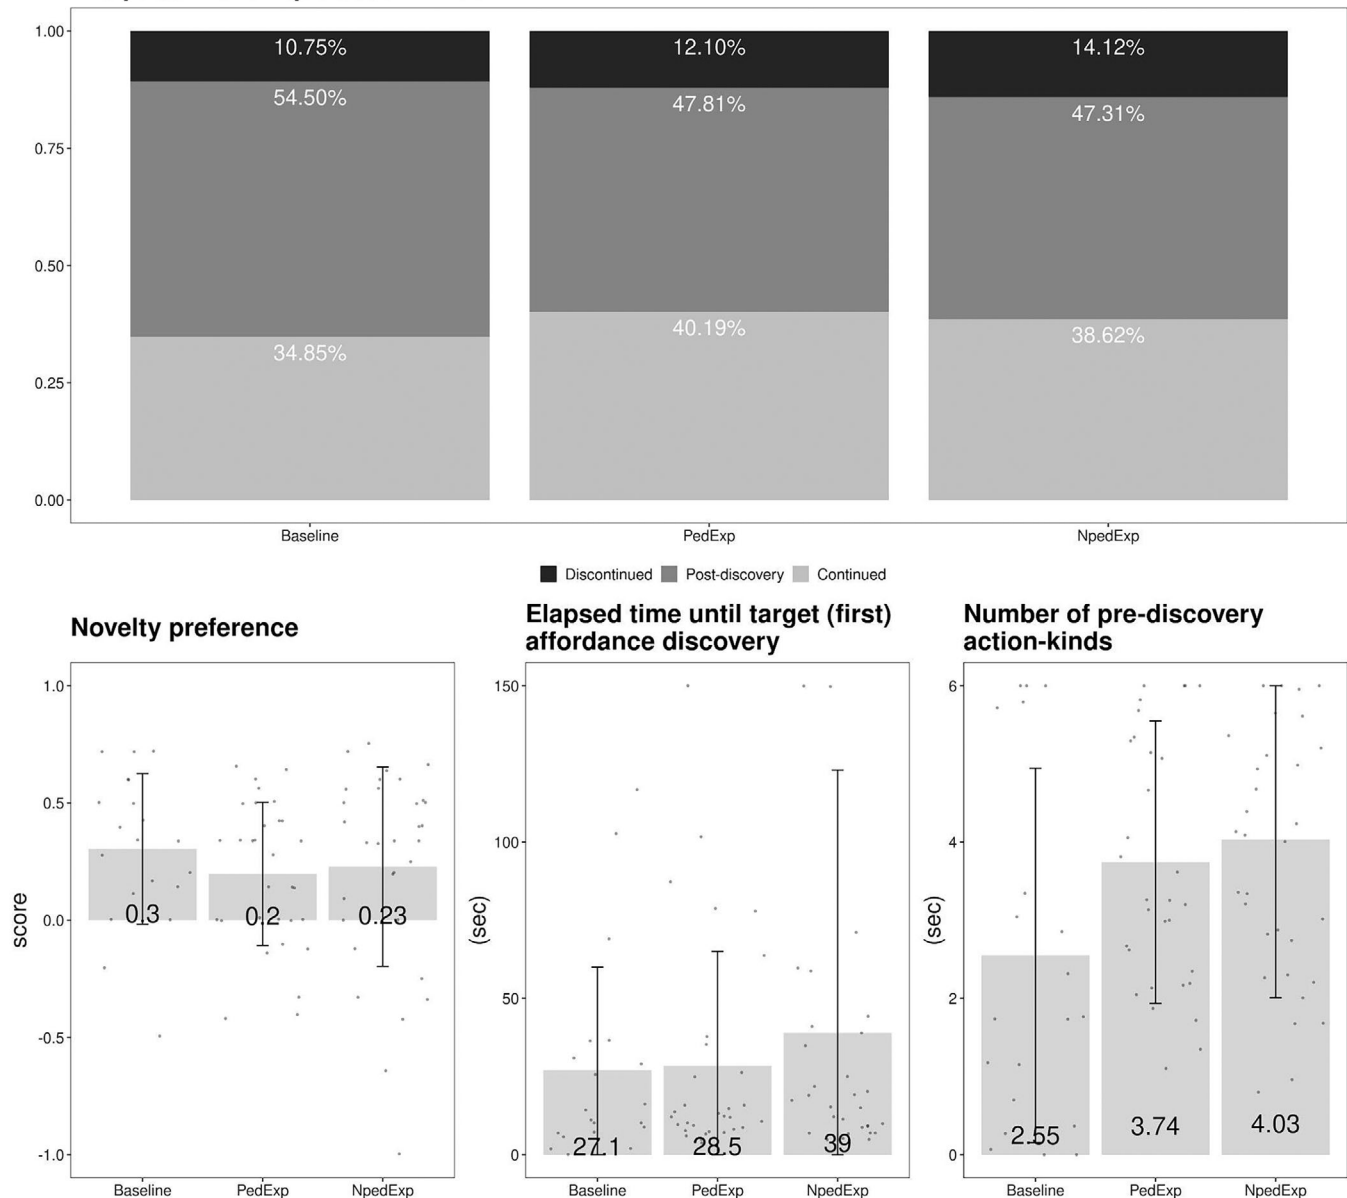 1.00
10.75% 12.10% 14.12%
54.50% 47.81% 47.31%
0.75
0.50
40.19% 38.62%
34.85%
0.25
0.00
Baseline PedExp NpedExp
Discontinued Post-discovery Continued
Novelty preference
Elapsed time until target (first)
affordance discovery
Number of pre-discovery
action-kinds
1.0
0.5
0.0
-0.5
-1.0
score
0.3 0.2 0.23
Baseline PedExp NpedExp
150
100
50
0
(sec)
27.1 28.5 39
Baseline PedExp NpedExp
6
4
2
0
(sec)
2.55 3.74 4.03
Baseline PedExp NpedExp